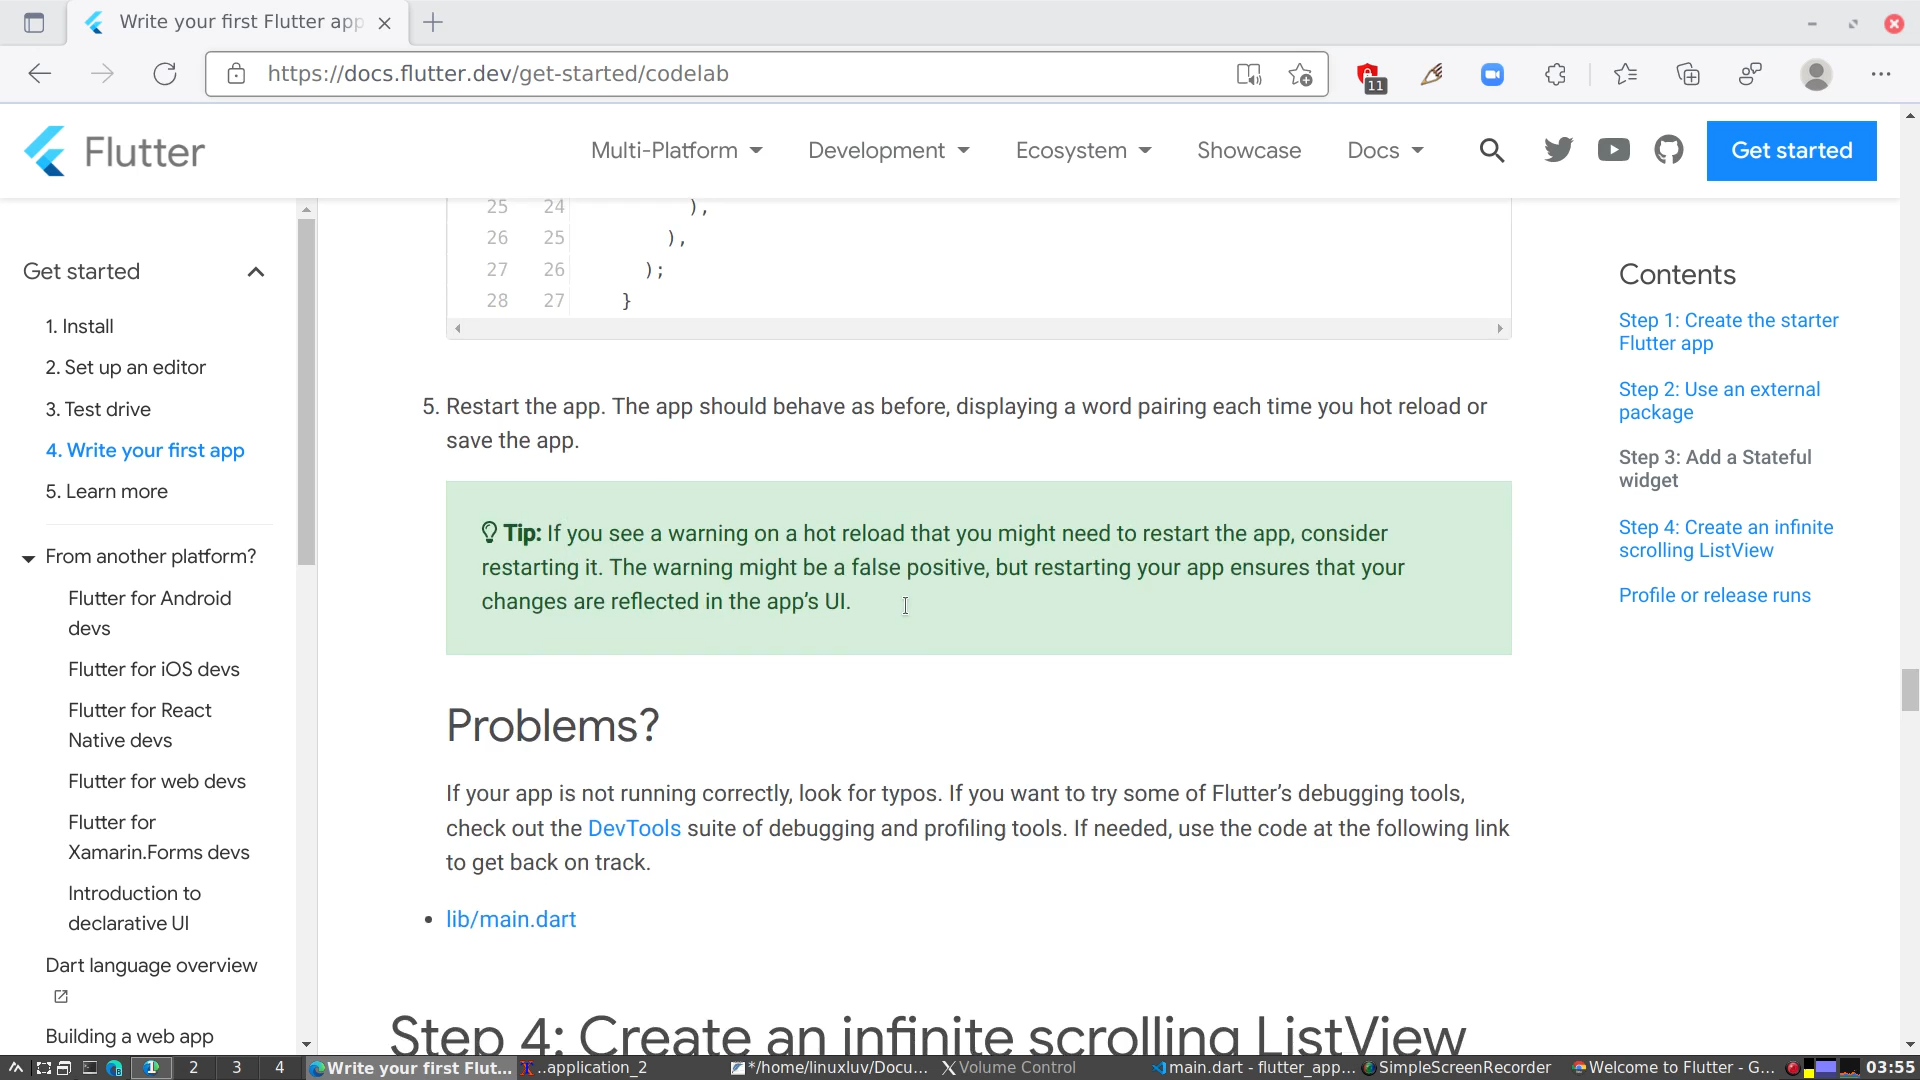 Write your first Flutter app
https://docs.flutter.dev/get-started/codelab
11
Flutter
Multi-Platform
Development
Ecosystem
Showcase
Docs
Get started
Get started
1. Install
2. Set up an editor
3. Test drive
4. Write your first app
5. Learn more
From another platform?
Flutter for Android
devs
Flutter for iOS devs
Flutter for React
Native devs
Flutter for web devs
Flutter for
Xamarin.Forms devs
Introduction to
declarative UI
Dart language overview
Building a web app
25 24 ),
26 25 ),
27 26 );
28 27 }
5. Restart the app. The app should behave as before, displaying a word pairing each time you hot reload or
save the app.
Tip: If you see a warning on a hot reload that you might need to restart the app, consider
restarting it. The warning might be a false positive, but restarting your app ensures that your
changes are reflected in the app’s UI.
Problems?
If your app is not running correctly, look for typos. If you want to try some of Flutter’s debugging tools,
check out the DevTools suite of debugging and profiling tools. If needed, use the code at the following link
to get back on track.
• lib/main.dart
Step 4: Create an infinite scrolling ListView
Contents
Step 1: Create the starter
Flutter app
Step 2: Use an external
package
Step 3: Add a Stateful
widget
Step 4: Create an infinite
scrolling ListView
Profile or release runs
1 2 3 4 Write your first Flut... ..application_2 */home/linuxluv/Docu... Volume Control main.dart - flutter_app... SimpleScreenRecorder Welcome to Flutter - G... 03:55